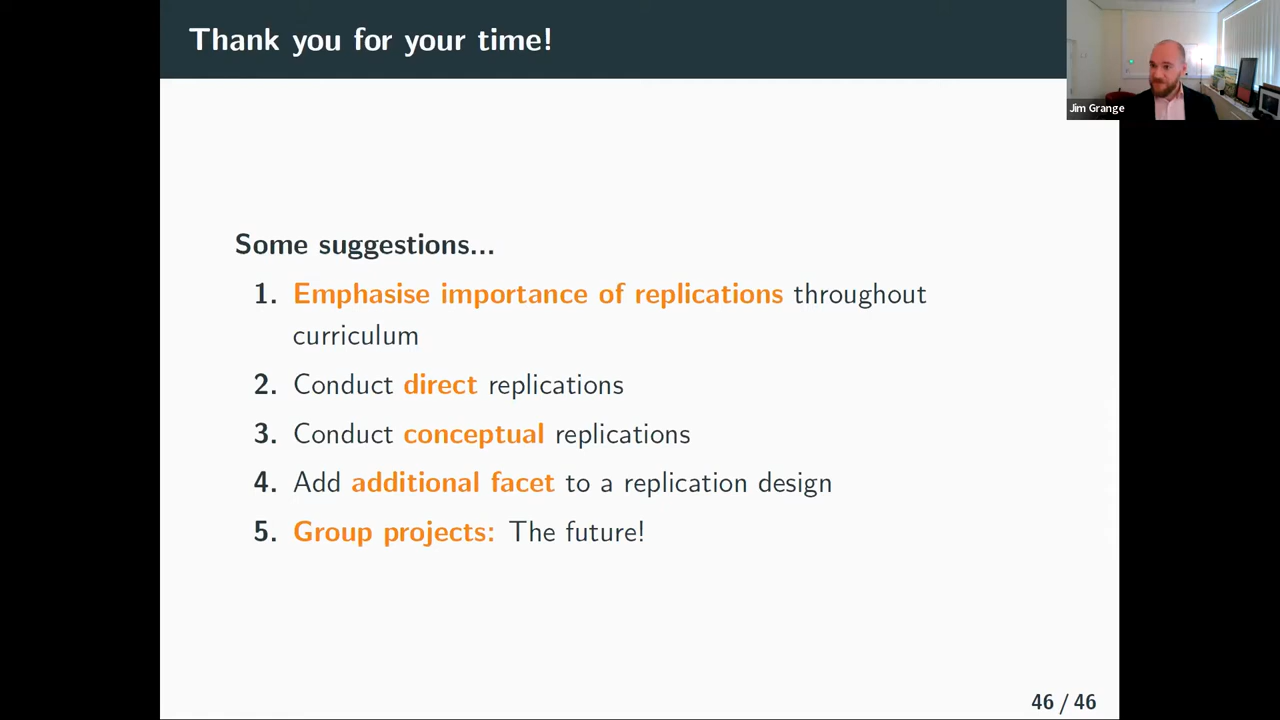 Thank you for your time!
Jim Grange
Some suggestions...
1. Emphasise importance of replications throughout
curriculum
2. Conduct direct replications
3. Conduct conceptual replications
4. Add additional facet to a replication design
5. Group projects: The future!
46 / 46